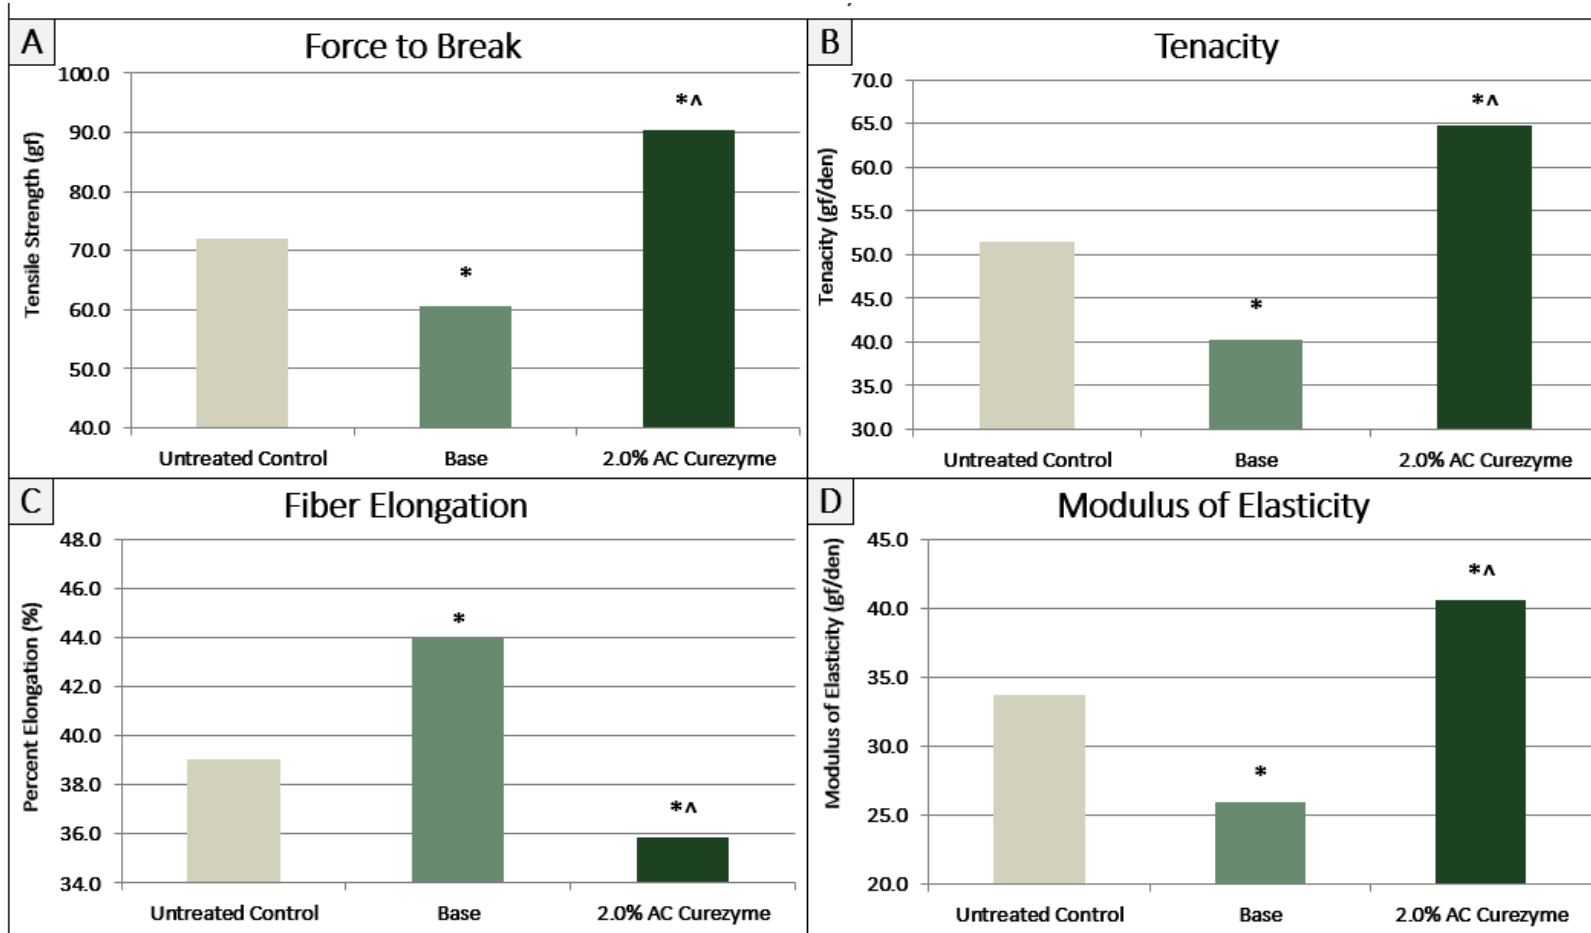 A
Force to Break
Tensile Strength (gf)
100.0
90.0
80.0
70.0
60.0
50.0
40.0
*
*^
Untreated Control
Base
2.0% AC Curezyme
B
Tenacity
Tenacity (gf/den)
70.0
65.0
60.0
55.0
50.0
45.0
40.0
35.0
30.0
*
*^
Untreated Control
Base
2.0% AC Curezyme
C
Fiber Elongation
Percent Elongation (%)
48.0
46.0
44.0
42.0
40.0
38.0
36.0
34.0
*
*^
Untreated Control
Base
2.0% AC Curezyme
D
Modulus of Elasticity
Modulus of Elasticity (gf/den)
45.0
40.0
35.0
30.0
25.0
20.0
*
*^
Untreated Control
Base
2.0% AC Curezyme